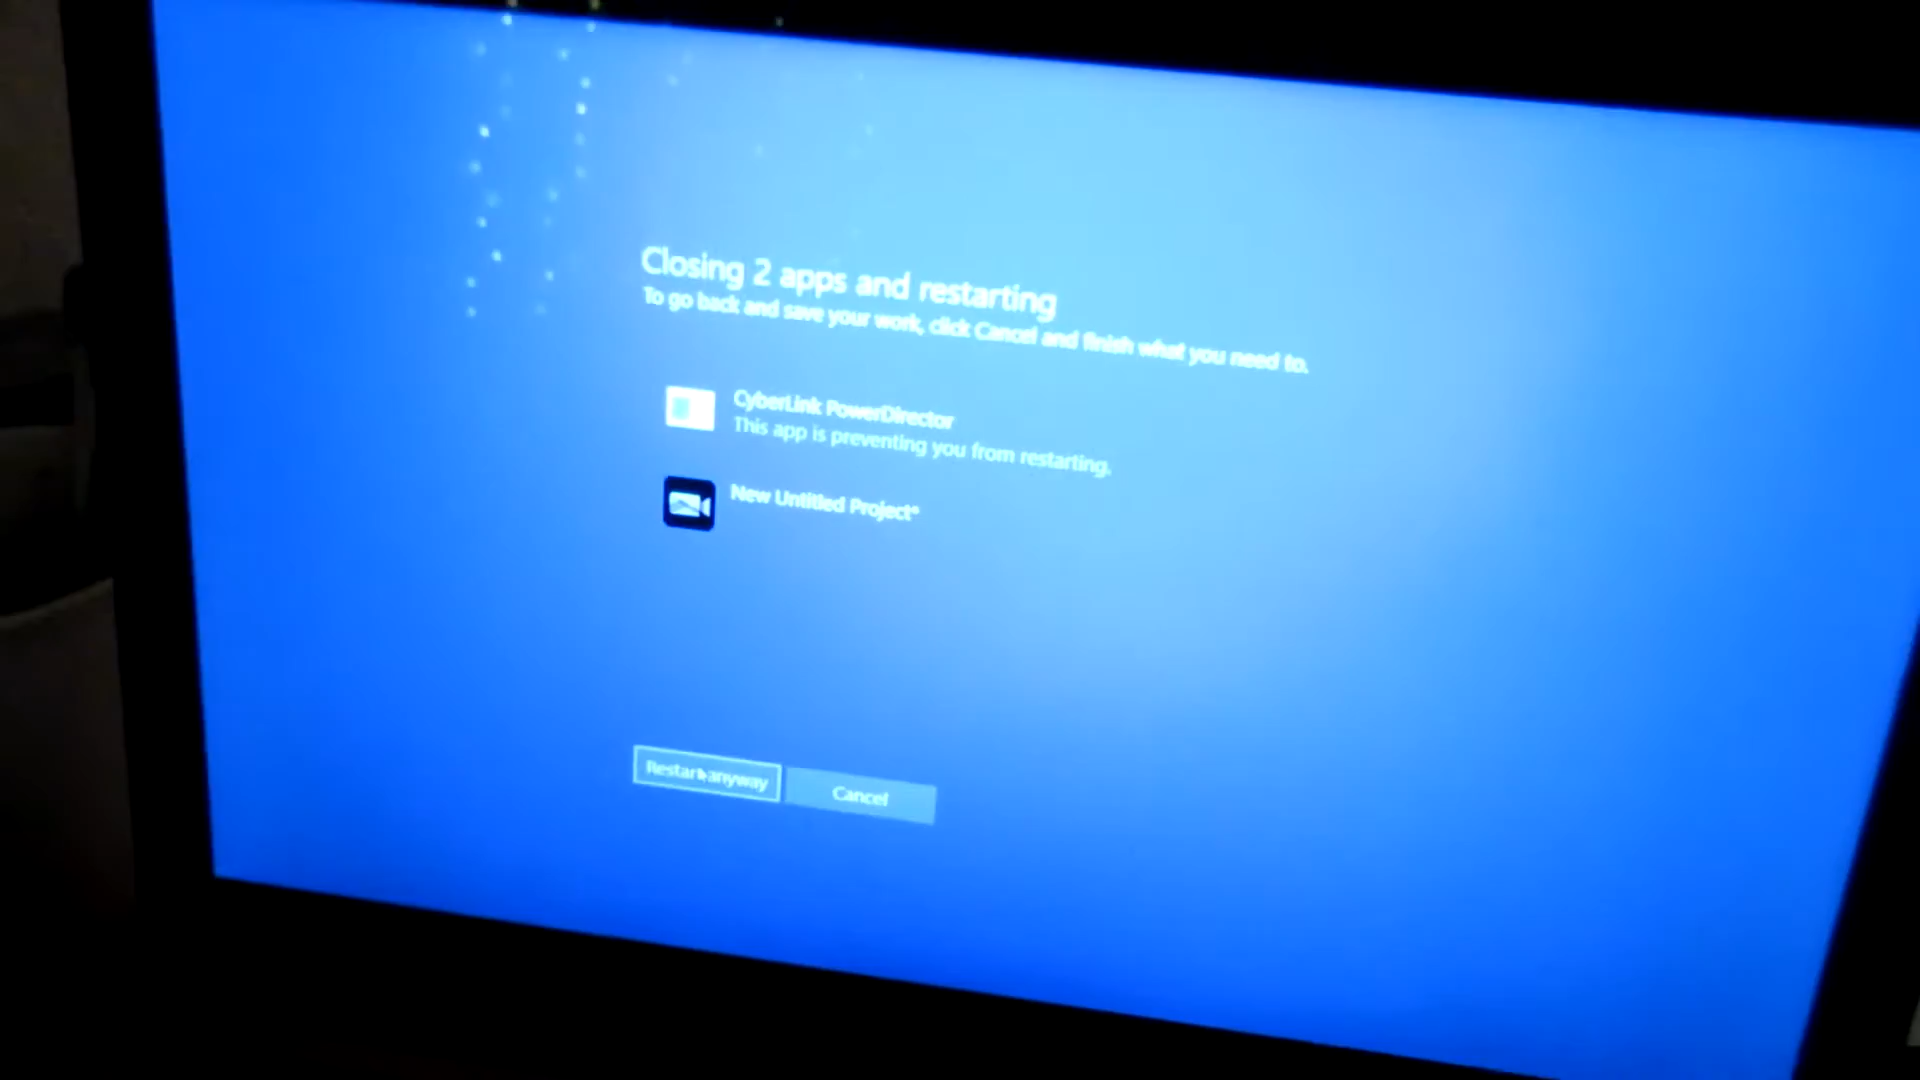 Closing 2 apps and restarting
To go back and save your work, click Cancel and finish what you need to.
CyberLink PowerDirector
This app is preventing you from restarting.
New Untitled Project*
Restart anyway
Cancel